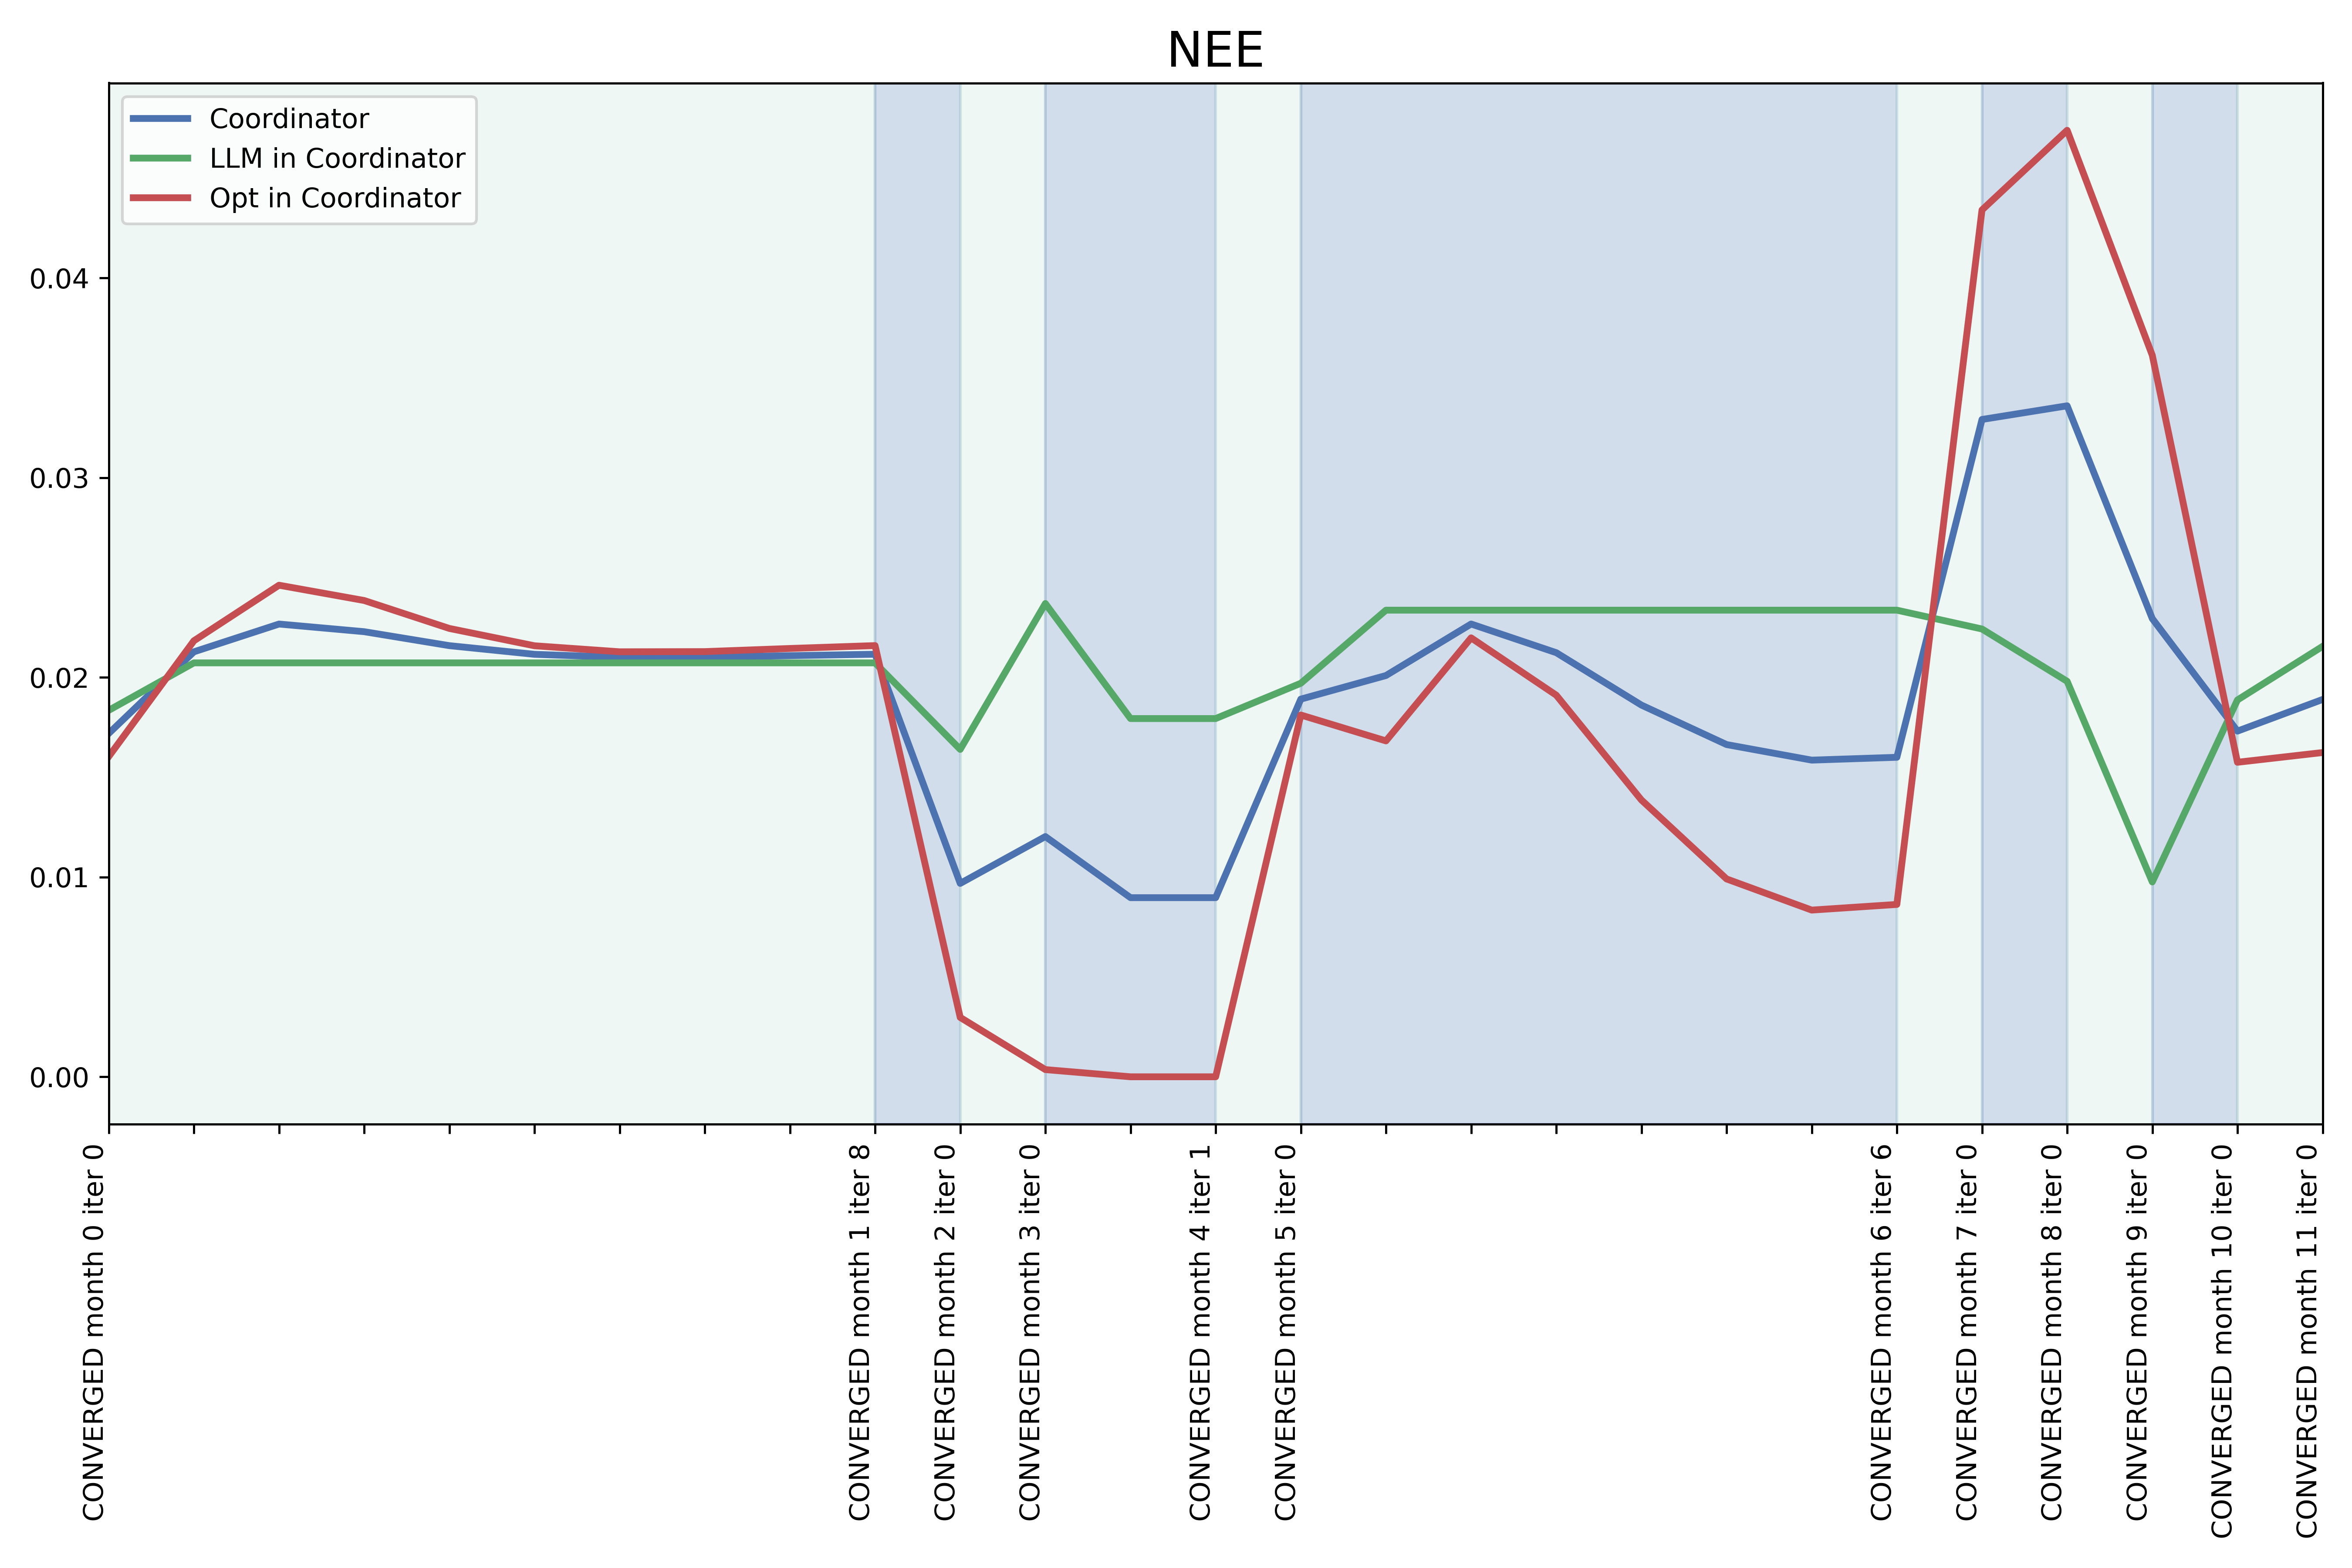 NEE
Coordinator
LLM in Coordinator
Opt in Coordinator
0.04
0.03
0.02
0.01
0.00
CONVERGED month 0 iter 0
CONVERGED month 1 iter 8
CONVERGED month 2 iter 0
CONVERGED month 3 iter 0
CONVERGED month 4 iter 1
CONVERGED month 5 iter 0
CONVERGED month 6 iter 6
CONVERGED month 7 iter 0
CONVERGED month 8 iter 0
CONVERGED month 9 iter 0
CONVERGED month 10 iter 0
CONVERGED month 11 iter 0